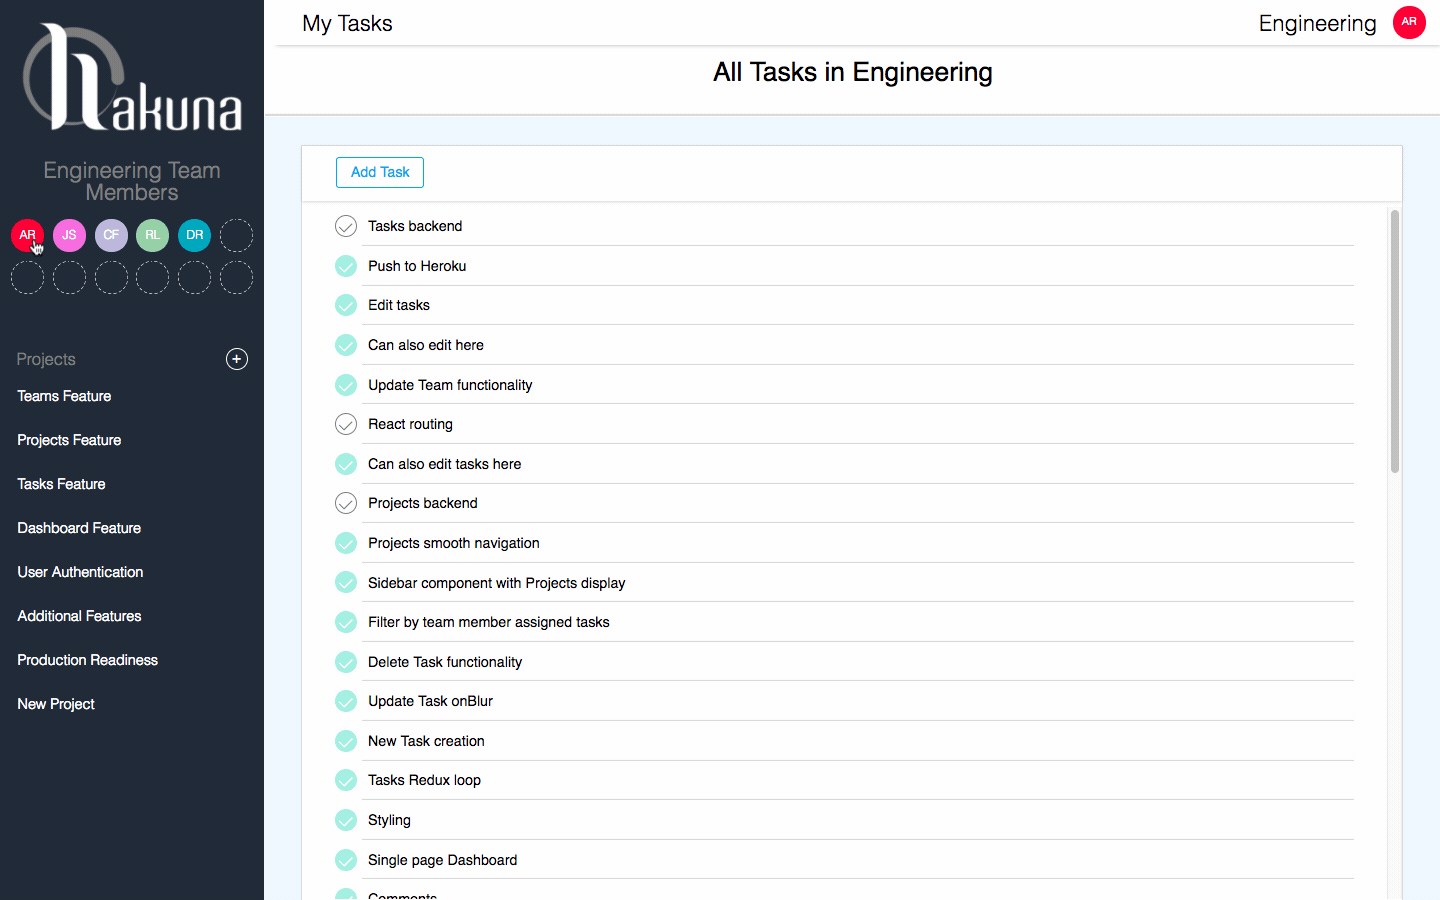 hakuna
Engineering Team
Members
AR JS CF RL DR
Projects
Teams Feature
Projects Feature
Tasks Feature
Dashboard Feature
User Authentication
Additional Features
Production Readiness
New Project
My Tasks
Engineering AR
All Tasks in Engineering
Add Task
Tasks backend
Push to Heroku
Edit tasks
Can also edit here
Update Team functionality
React routing
Can also edit tasks here
Projects backend
Projects smooth navigation
Sidebar component with Projects display
Filter by team member assigned tasks
Delete Task functionality
Update Task onBlur
New Task creation
Tasks Redux loop
Styling
Single page Dashboard
Comments